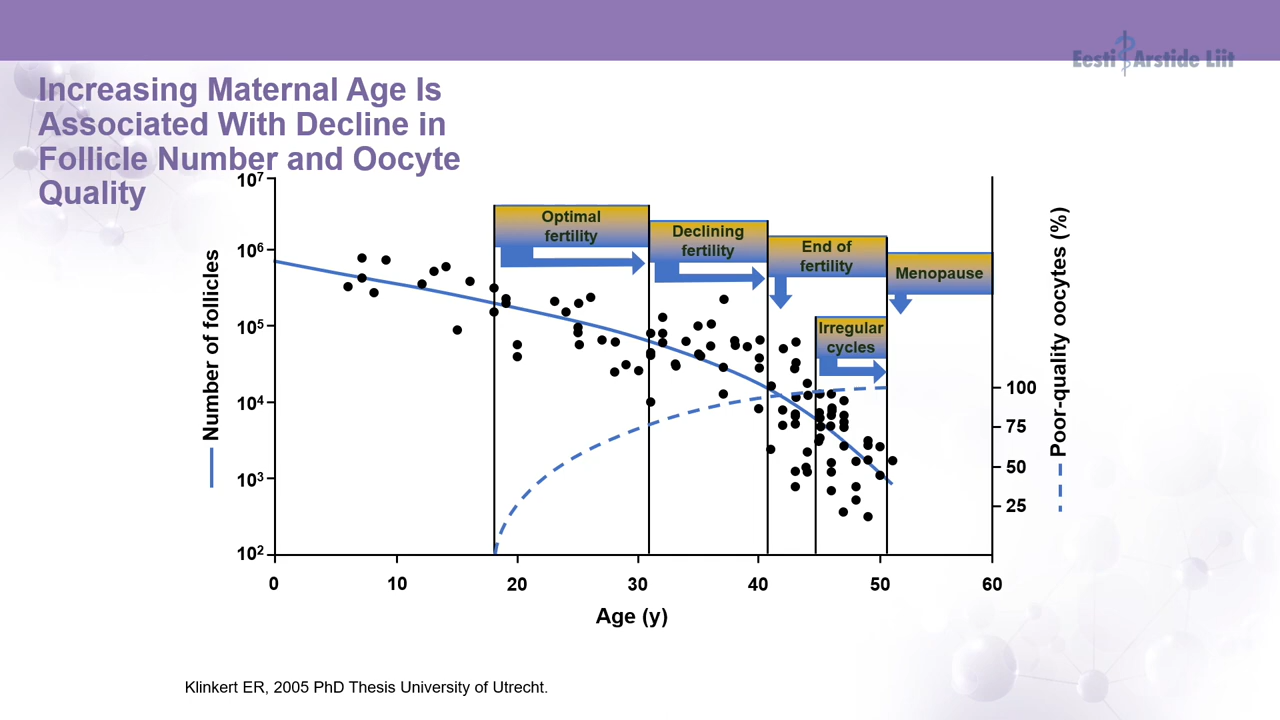 Eesti Arstide Liit
Increasing Maternal Age Is
Associated With Decline in
Follicle Number and Oocyte
Quality
10⁷
10⁶
10⁵
10⁴
10³
10²
Number of follicles
Optimal
fertility
Declining
fertility
End of
fertility
Menopause
Irregular
cycles
100
75
50
25
Poor-quality oocytes (%)
0 10 20 30 40 50 60
Age (y)
Klinkert ER, 2005 PhD Thesis University of Utrecht.